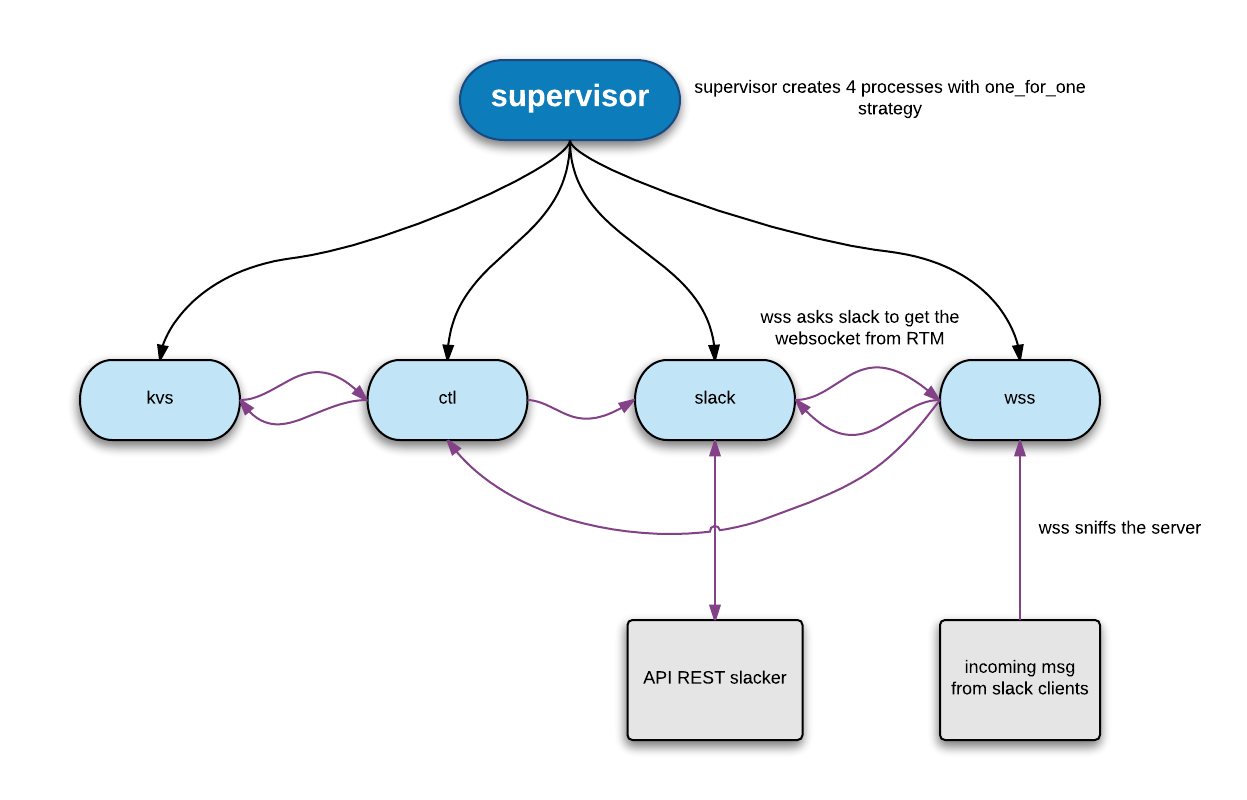 supervisor
supervisor creates 4 processes with one_for_one
strategy
wss asks slack to get the
websocket from RTM
kvs
ctl
slack
wss
wss sniffs the server
API REST slacker
incoming msg
from slack clients